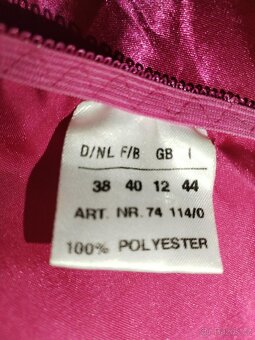 D/NL F/B GB I
38 40 12 44
ART. NR. 74 114/0
100% POLYESTER